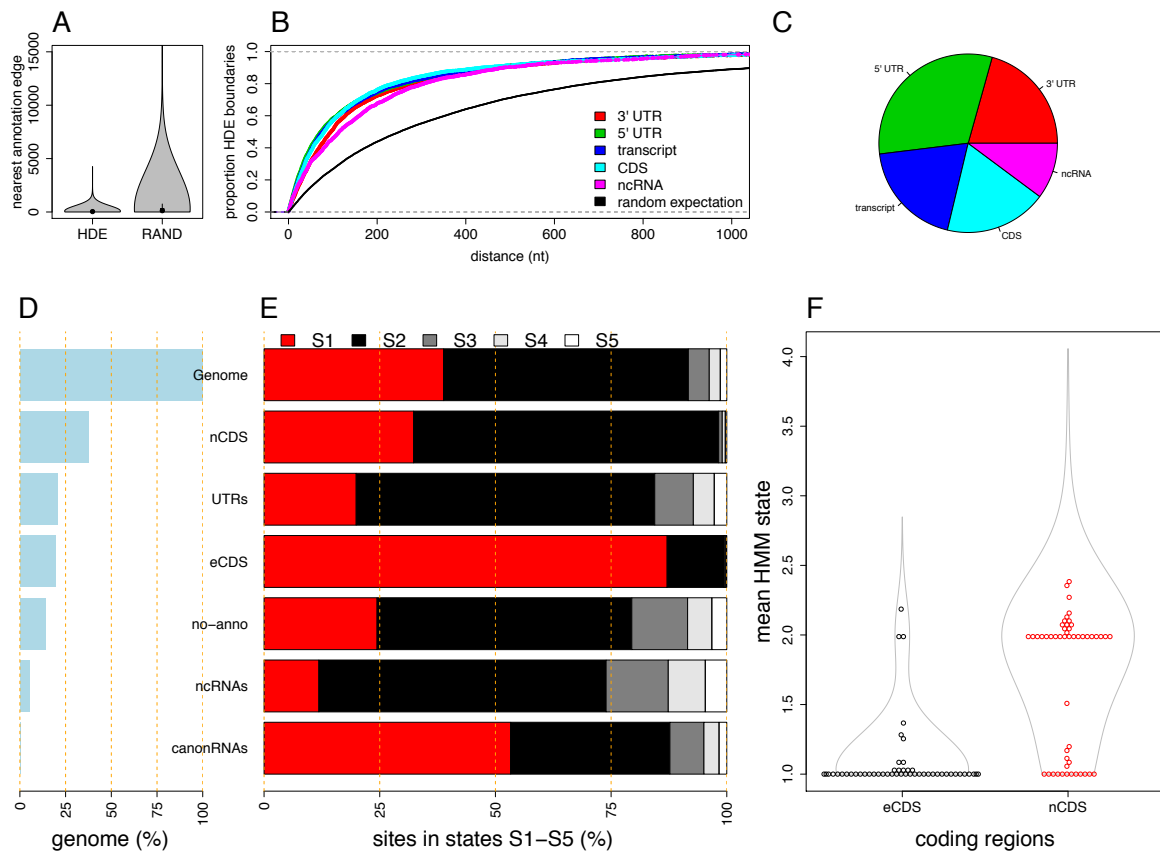 A
nearest annotation edge
0
5000
10000
15000
HDE
RAND
B
proportion HDE boundaries
0.0
0.2
0.4
0.6
0.8
1.0
3' UTR
5' UTR
transcript
CDS
ncRNA
random expectation
0
200
400
600
800
1000
distance (nt)
C
5' UTR
3' UTR
ncRNA
CDS
transcript
D
Genome
nCDS
UTRs
eCDS
no−anno
ncRNAs
canonRNAs
0
25
50
75
100
genome (%)
E
S1
S2
S3
S4
S5
0
25
50
75
100
sites in states S1−S5 (%)
F
mean HMM state
1.0
1.5
2.0
2.5
3.0
3.5
4.0
eCDS
nCDS
coding regions